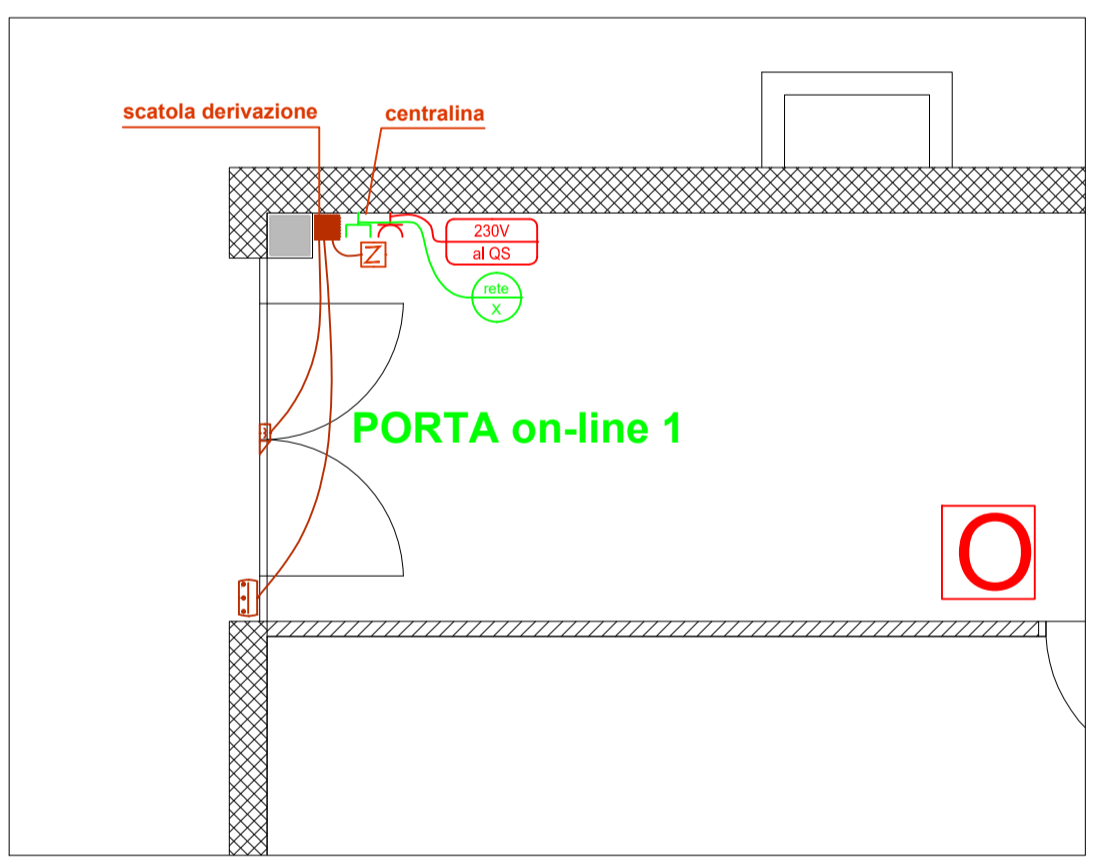 scatola derivazione
centralina
230V
al QS
Z
rete
X
PORTA on-line 1
O